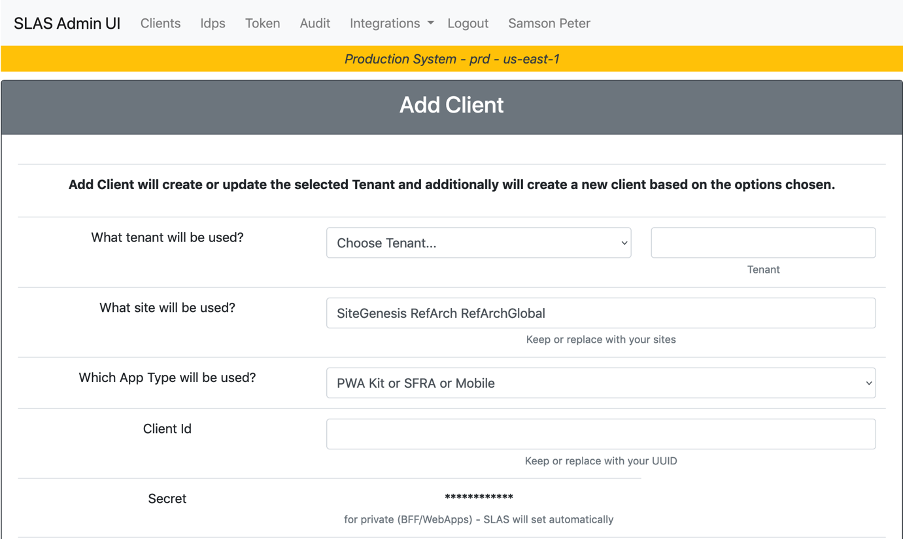 SLAS Admin UI Clients Idps Token Audit Integrations Logout Samson Peter
Production System - prd - us-east-1
Add Client
Add Client will create or update the selected Tenant and additionally will create a new client based on the options chosen.
What tenant will be used? Choose Tenant...
Tenant
What site will be used? SiteGenesis RefArch RefArchGlobal
Keep or replace with your sites
Which App Type will be used? PWA Kit or SFRA or Mobile
Client Id
Keep or replace with your UUID
Secret ************
for private (BFF/WebApps) - SLAS will set automatically